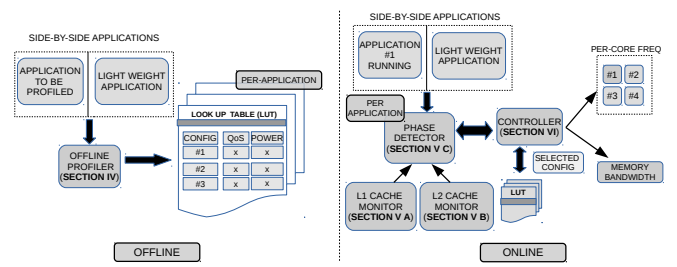 SIDE-BY-SIDE APPLICATIONS
APPLICATION
TO BE
PROFILED
LIGHT WEIGHT
APPLICATION
OFFLINE
PROFILER
(SECTION IV)
PER-APPLICATION
LOOK UP TABLE (LUT)
CONFIG QoS POWER
#1 x x
#2 x x
#3 x x
OFFLINE
SIDE-BY-SIDE APPLICATIONS
APPLICATION
#1
RUNNING
LIGHT WEIGHT
APPLICATION
PER
APPLICATION
PHASE
DETECTOR
(SECTION V C)
CONTROLLER
(SECTION VI)
PER-CORE FREQ
#1 #2
#3 #4
SELECTED
CONFIG
MEMORY
BANDWIDTH
L1 CACHE
MONITOR
(SECTION V A)
L2 CACHE
MONITOR
(SECTION V B)
LUT
ONLINE